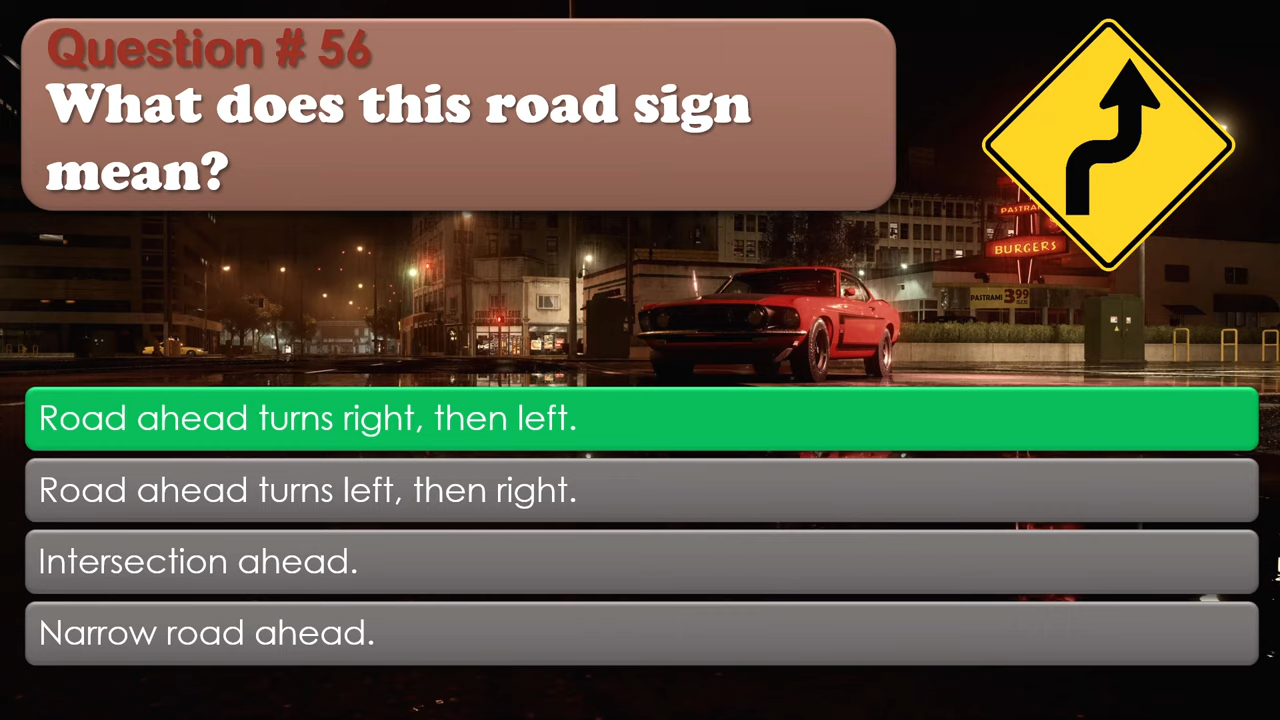 Question # 56
What does this road sign
mean?
PASTRAMI
BURGERS
PASTRAMI 3.99
Road ahead turns right, then left.
Road ahead turns left, then right.
Intersection ahead.
Narrow road ahead.